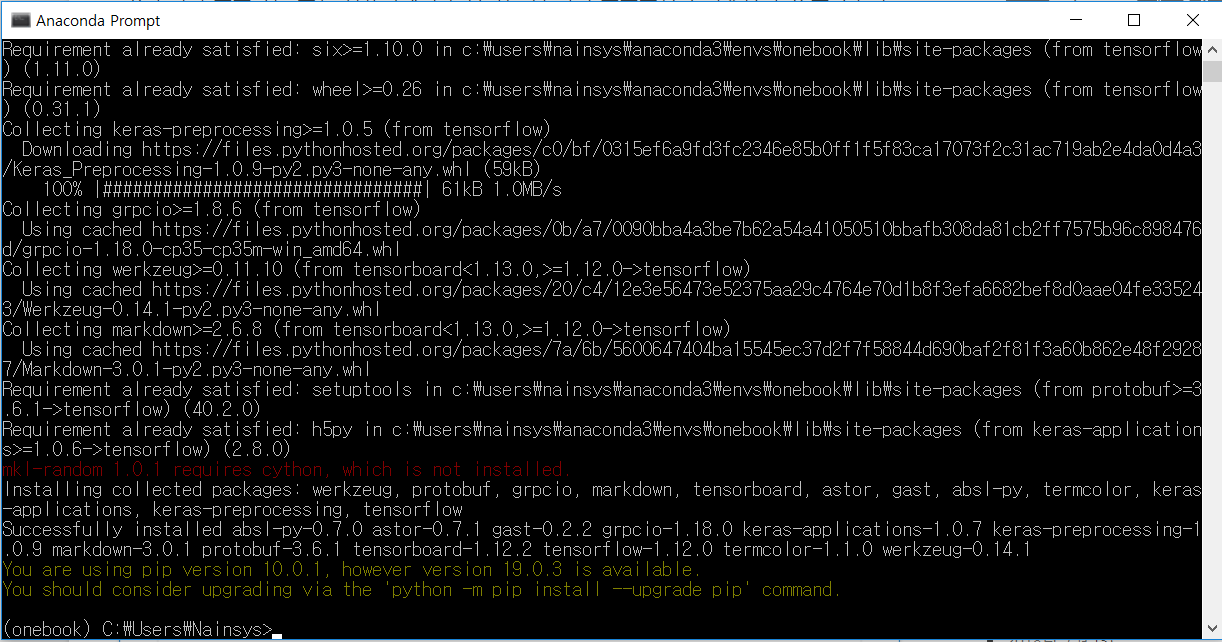 Anaconda Prompt
Requirement already satisfied: six>=1.10.0 in c:₩users₩nainsys₩anaconda3₩envs₩onebook₩lib₩site-packages (from tensorflow
) (1.11.0)
Requirement already satisfied: wheel>=0.26 in c:₩users₩nainsys₩anaconda3₩envs₩onebook₩lib₩site-packages (from tensorflow
) (0.31.1)
Collecting keras-preprocessing>=1.0.5 (from tensorflow)
  Downloading https://files.pythonhosted.org/packages/c0/bf/0315ef6a9fd3fc2346e85b0ff1f5f83ca17073f2c31ac719ab2e4da0d4a3
/Keras_Preprocessing-1.0.9-py2.py3-none-any.whl (59kB)
    100% |################################| 61kB 1.0MB/s
Collecting grpcio>=1.8.6 (from tensorflow)
  Using cached https://files.pythonhosted.org/packages/0b/a7/0090bba4a3be7b62a54a41050510bbafb308da81cb2ff7575b96c898476
d/grpcio-1.18.0-cp35-cp35m-win_amd64.whl
Collecting werkzeug>=0.11.10 (from tensorboard<1.13.0,>=1.12.0->tensorflow)
  Using cached https://files.pythonhosted.org/packages/20/c4/12e3e56473e52375aa29c4764e70d1b8f3efa6682bef8d0aae04fe33524
3/Werkzeug-0.14.1-py2.py3-none-any.whl
Collecting markdown>=2.6.8 (from tensorboard<1.13.0,>=1.12.0->tensorflow)
  Using cached https://files.pythonhosted.org/packages/7a/6b/5600647404ba15545ec37d2f7f58844d690baf2f81f3a60b862e48f2928
7/Markdown-3.0.1-py2.py3-none-any.whl
Requirement already satisfied: setuptools in c:₩users₩nainsys₩anaconda3₩envs₩onebook₩lib₩site-packages (from protobuf>=3
.6.1->tensorflow) (40.2.0)
Requirement already satisfied: h5py in c:₩users₩nainsys₩anaconda3₩envs₩onebook₩lib₩site-packages (from keras-application
s>=1.0.6->tensorflow) (2.8.0)
mkl-random 1.0.1 requires cython, which is not installed.
Installing collected packages: werkzeug, protobuf, grpcio, markdown, tensorboard, astor, gast, absl-py, termcolor, keras
-applications, keras-preprocessing, tensorflow
Successfully installed absl-py-0.7.0 astor-0.7.1 gast-0.2.2 grpcio-1.18.0 keras-applications-1.0.7 keras-preprocessing-1
.0.9 markdown-3.0.1 protobuf-3.6.1 tensorboard-1.12.2 tensorflow-1.12.0 termcolor-1.1.0 werkzeug-0.14.1
You are using pip version 10.0.1, however version 19.0.3 is available.
You should consider upgrading via the 'python -m pip install --upgrade pip' command.
(onebook) C:₩Users₩Nainsys>